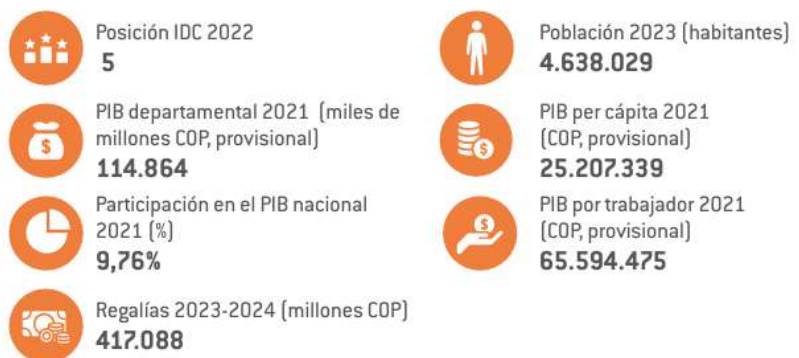 Posición IDC 2022
5
PIB departamental 2021 (miles de
millones COP, provisional)
114.864
Participación en el PIB nacional
2021 (%)
9,76%
Regalías 2023-2024 (millones COP)
417.088
Población 2023 (habitantes)
4.638.029
PIB per cápita 2021
(COP, provisional)
25.207.339
PIB por trabajador 2021
(COP, provisional)
65.594.475